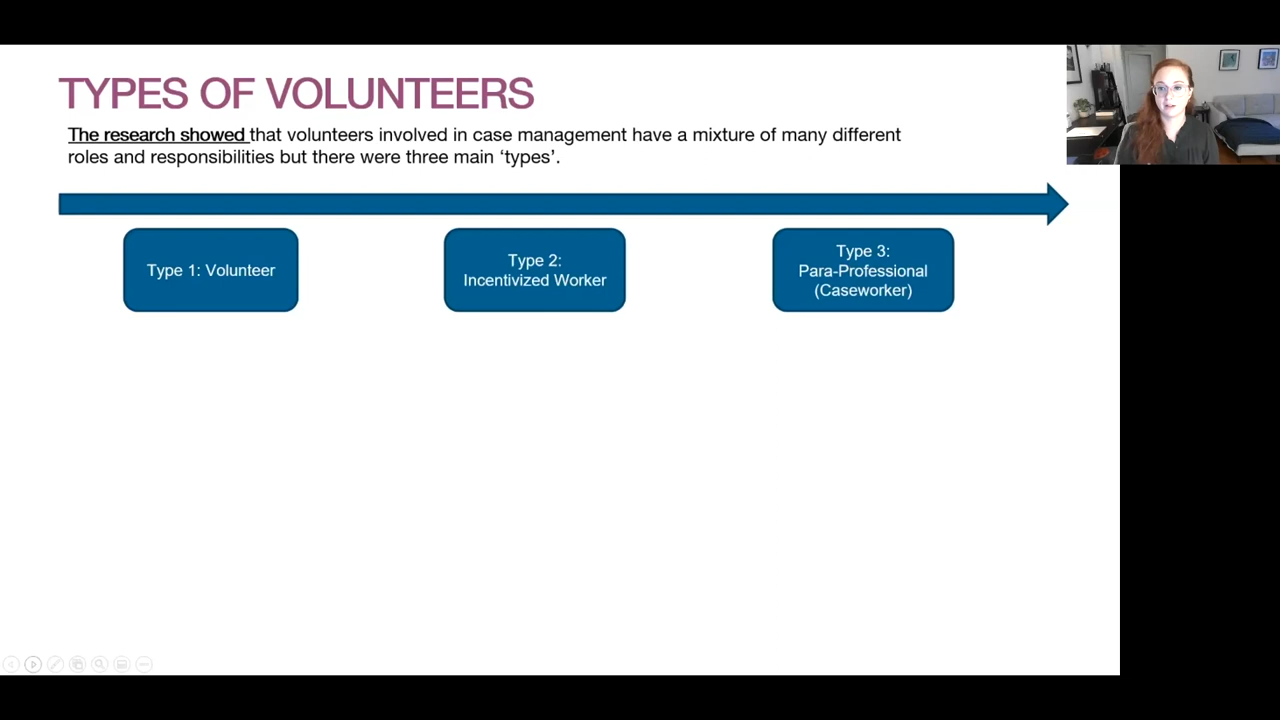 TYPES OF VOLUNTEERS
The research showed that volunteers involved in case management have a mixture of many different
roles and responsibilities but there were three main ‘types’.
Type 1: Volunteer
Type 2:
Incentivized Worker
Type 3:
Para-Professional
(Caseworker)